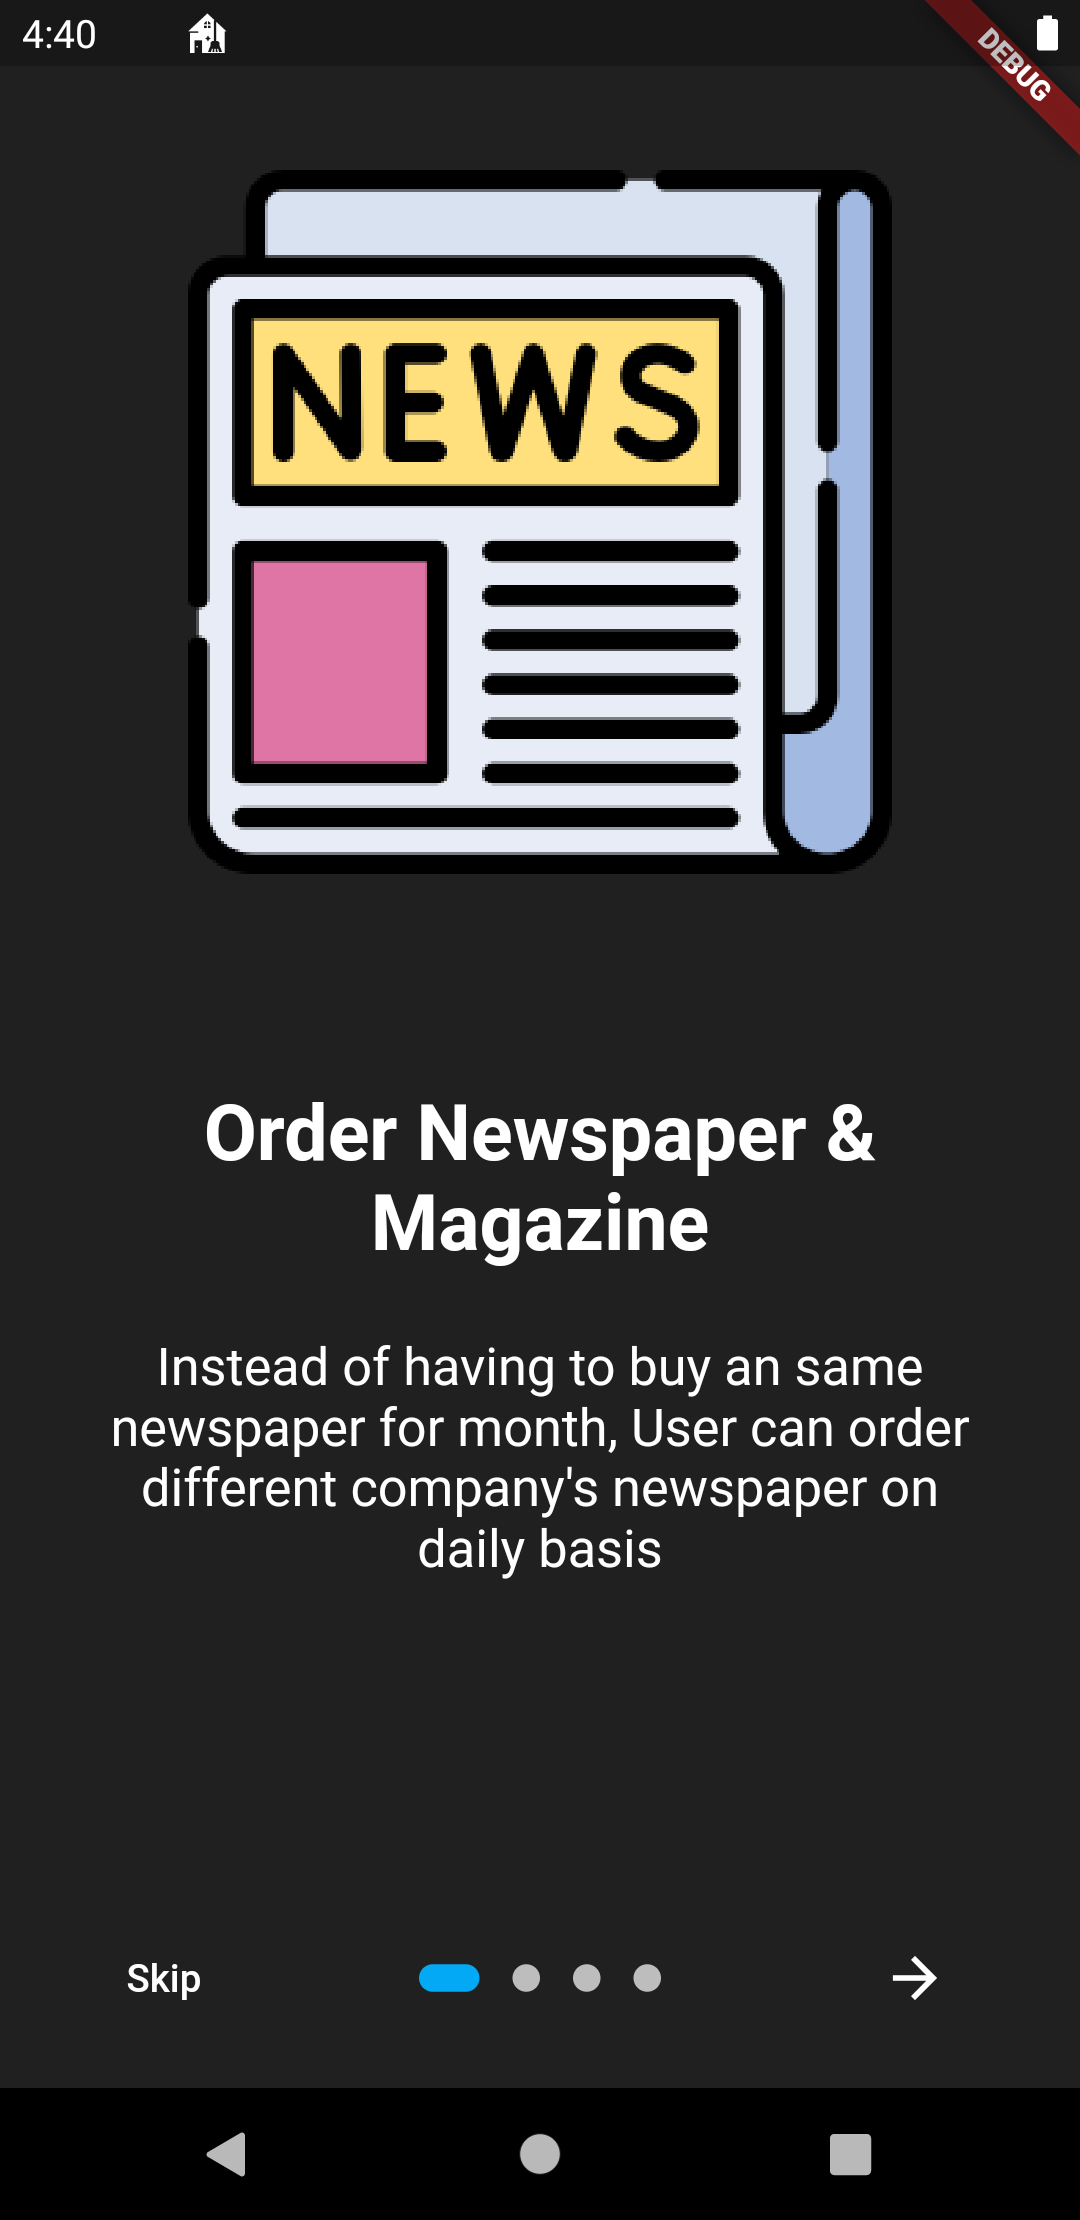 4:40
DEBUG
NEWS
Order Newspaper &
Magazine
Instead of having to buy an same
newspaper for month, User can order
different company's newspaper on
daily basis
Skip